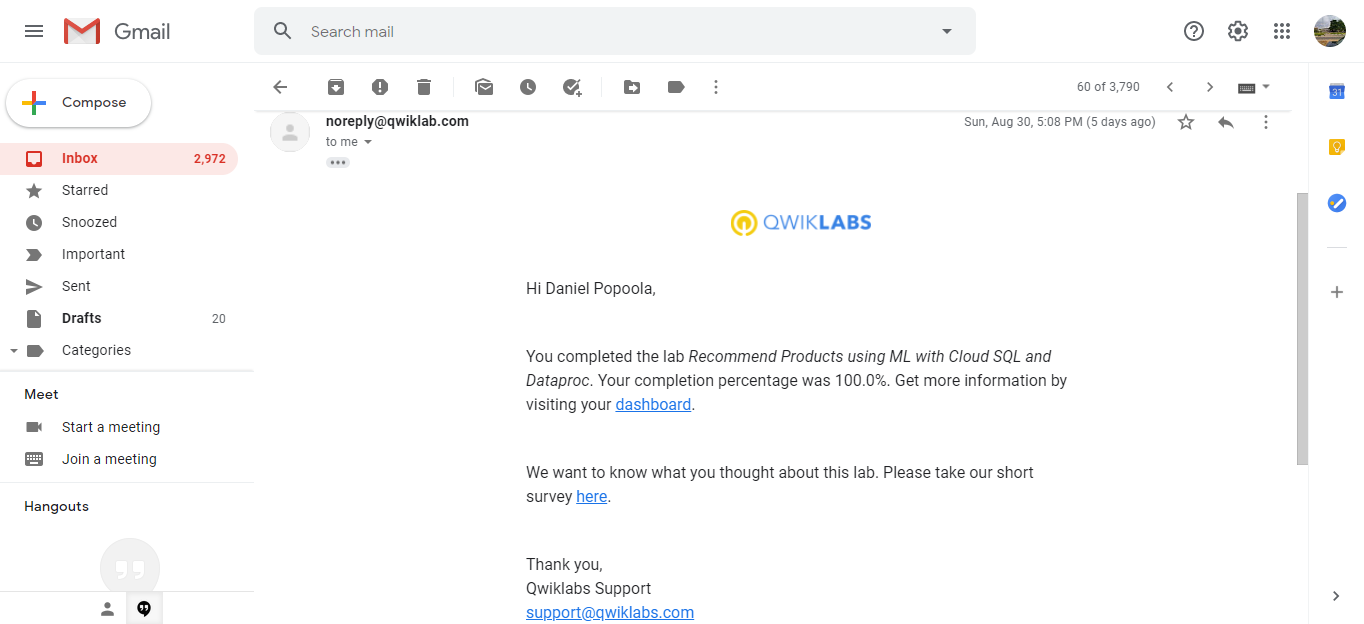 Gmail
Search mail
Compose
60 of 3,790
31
Inbox 2,972
Starred
Snoozed
Important
Sent
Drafts 20
Categories
Meet
Start a meeting
Join a meeting
Hangouts
noreply@qwiklab.com
Sun, Aug 30, 5:08 PM (5 days ago)
to me
QWIKLABS
Hi Daniel Popoola,
You completed the lab Recommend Products using ML with Cloud SQL and
Dataproc. Your completion percentage was 100.0%. Get more information by
visiting your dashboard.
We want to know what you thought about this lab. Please take our short
survey here.
Thank you,
Qwiklabs Support
support@qwiklabs.com